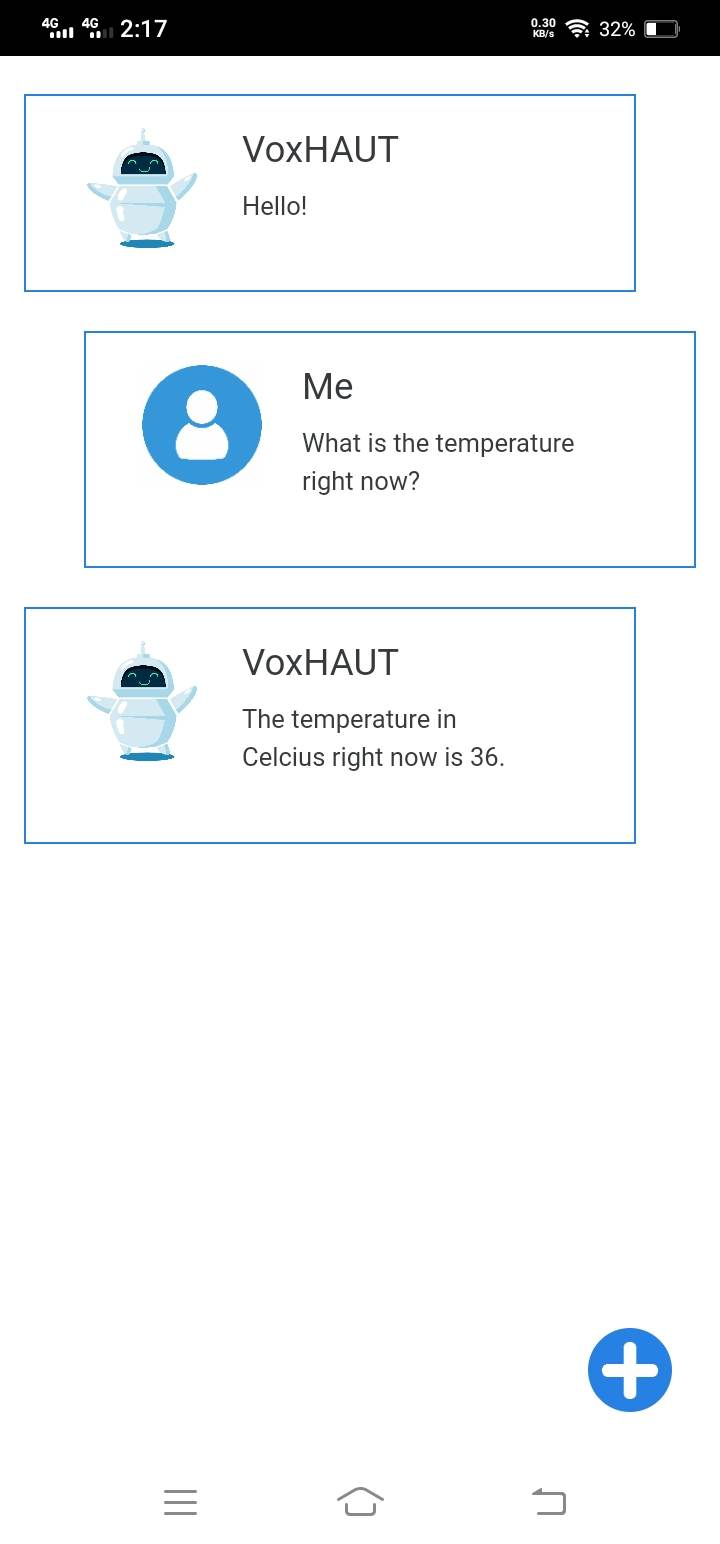 4G 4G 2:17 0.30 KB/s 32%
VoxHAUT
Hello!
Me
What is the temperature
right now?
VoxHAUT
The temperature in
Celcius right now is 36.